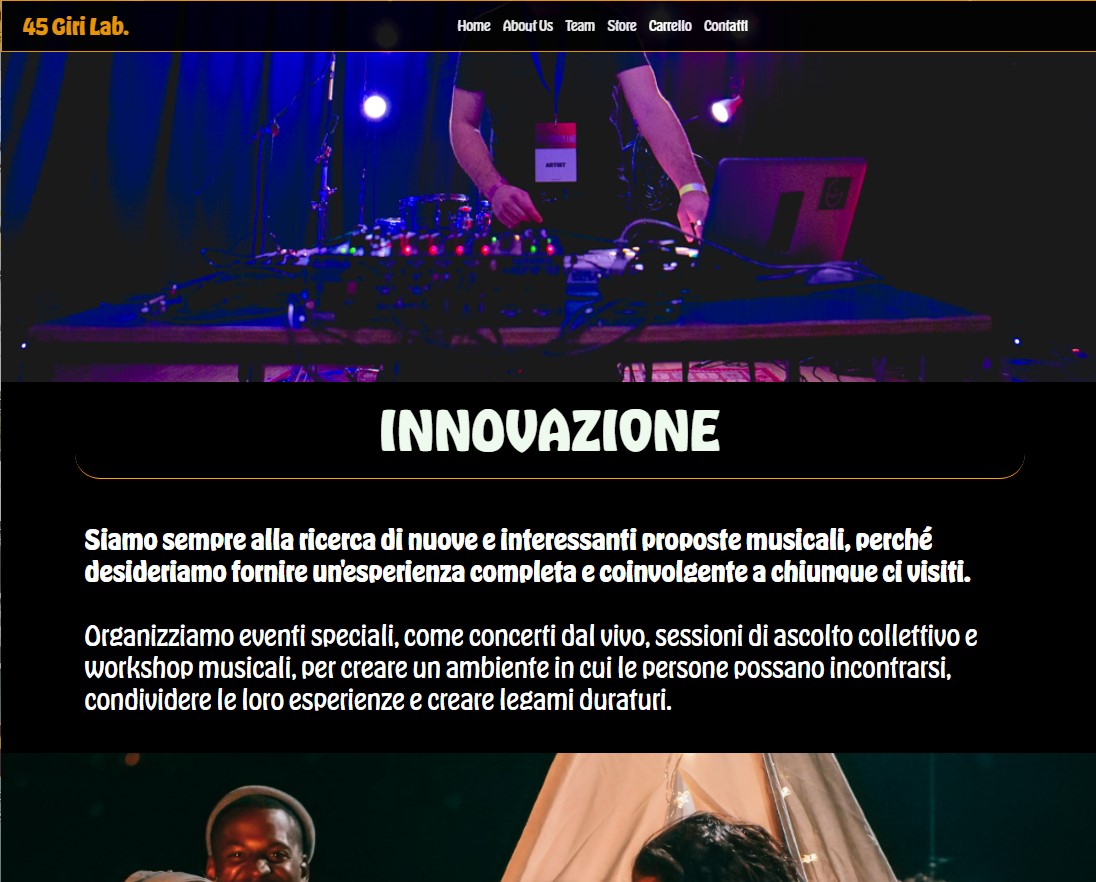 45 Giri Lab.
Home About Us Team Store Carrello Contatti
ARTIST
INNOVAZIONE
Siamo sempre alla ricerca di nuove e interessanti proposte musicali, perché
desideriamo fornire un'esperienza completa e coinvolgente a chiunque ci visiti.
Organizziamo eventi speciali, come concerti dal vivo, sessioni di ascolto collettivo e
workshop musicali, per creare un ambiente in cui le persone possano incontrarsi,
condividere le loro esperienze e creare legami duraturi.